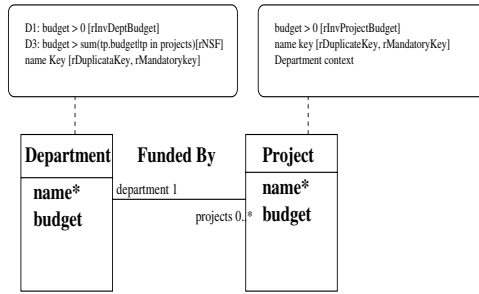 D1: budget > 0 [rInvDeptBudget]
D3: budget > sum(tp.budget|tp in projects)[rNSF]
name Key [rDuplicataKey, rMandatorykey]
budget > 0 [rInvProjectBudget]
name key [rDuplicateKey, rMandatoryKey]
Department context
Department
Funded By
Project
name*
budget
department 1
projects 0..*
name*
budget